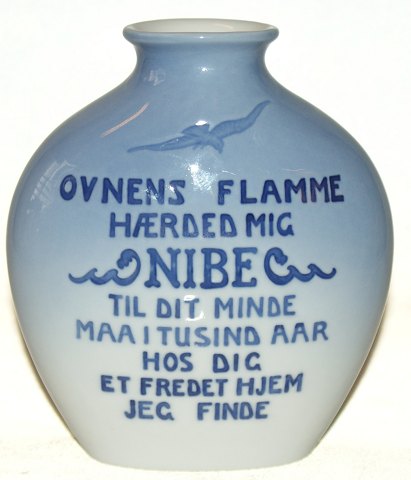 OVNENS FLAMME
HÆRDED MIG
NIBE
TIL DIT MINDE
MAA I TUSIND AAR
HOS DIG
ET FREDET HJEM
JEG FINDE